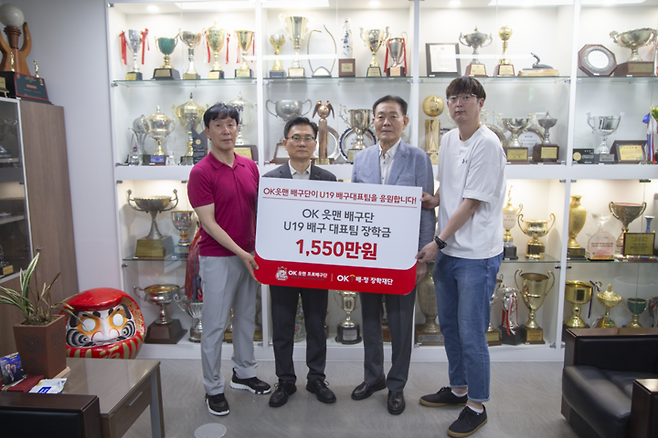 OK읏맨 배구단이 U19 배구대표팀을 응원합니다!
OK 읏맨 배구단
U19 배구 대표팀 장학금
1,550만원
OK 읏맨 프로배구단
OK 배·정 장학재단